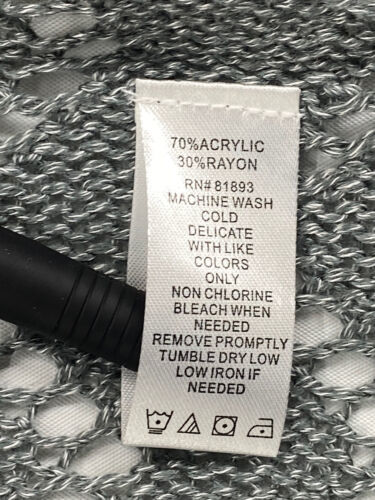 70%ACRYLIC
30%RAYON
RN# 81893
MACHINE WASH
COLD
DELICATE
WITH LIKE
COLORS
ONLY
NON CHLORINE
BLEACH WHEN
NEEDED
REMOVE PROMPTLY
TUMBLE DRY LOW
LOW IRON IF
NEEDED